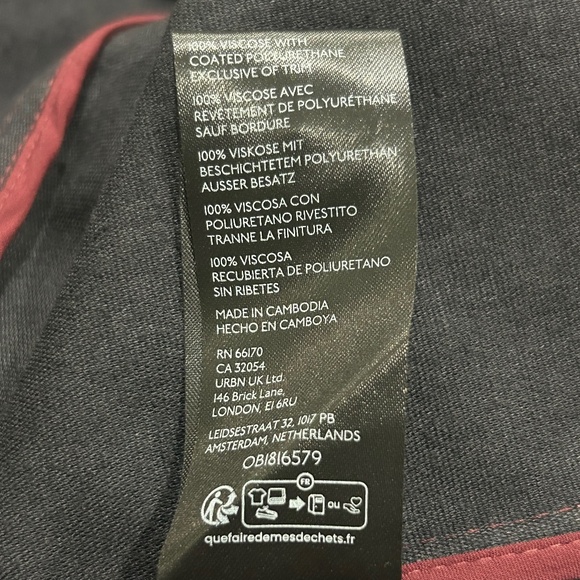 100% VISCOSE WITH
COATED POLYURETHANE
EXCLUSIVE OF TRIM
100% VISCOSE AVEC
REVÊTEMENT DE POLYURÉTHANE
SAUF BORDURE
100% VISKOSE MIT
BESCHICHTETEM POLYURETHAN
AUSSER BESATZ
100% VISCOSA CON
POLIURETANO RIVESTITO
TRANNE LA FINITURA
100% VISCOSA
RECUBIERTA DE POLIURETANO
SIN RIBETES
MADE IN CAMBODIA
HECHO EN CAMBOYA
RN 66170
CA 32054
URBN UK Ltd.
146 Brick Lane,
LONDON, E1 6RU
LEIDSESTRAAT 32, 1017 PB
AMSTERDAM, NETHERLANDS
OB1816579
FR
OU
quefairedemesdechets.fr